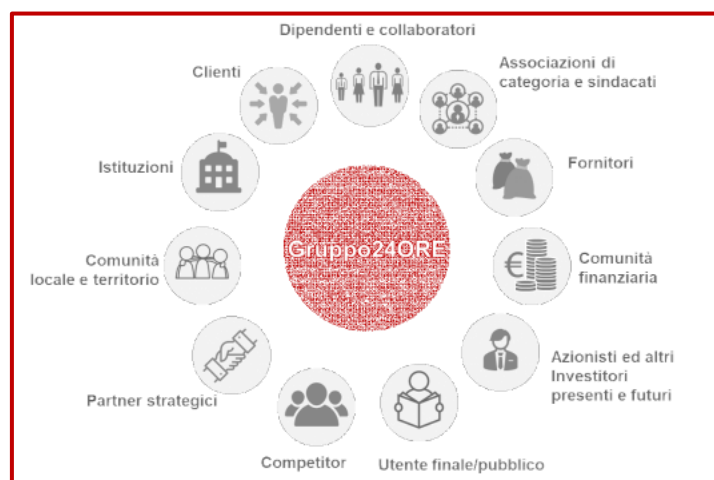 Dipendenti e collaboratori
Associazioni di
categoria e sindacati
Clienti
Istituzioni
Fornitori
Gruppo24ORE
Comunità
locale e territorio
€
Comunità
finanziaria
Azionisti ed altri
Investitori
presenti e futuri
Partner strategici
Competitor
Utente finale/pubblico